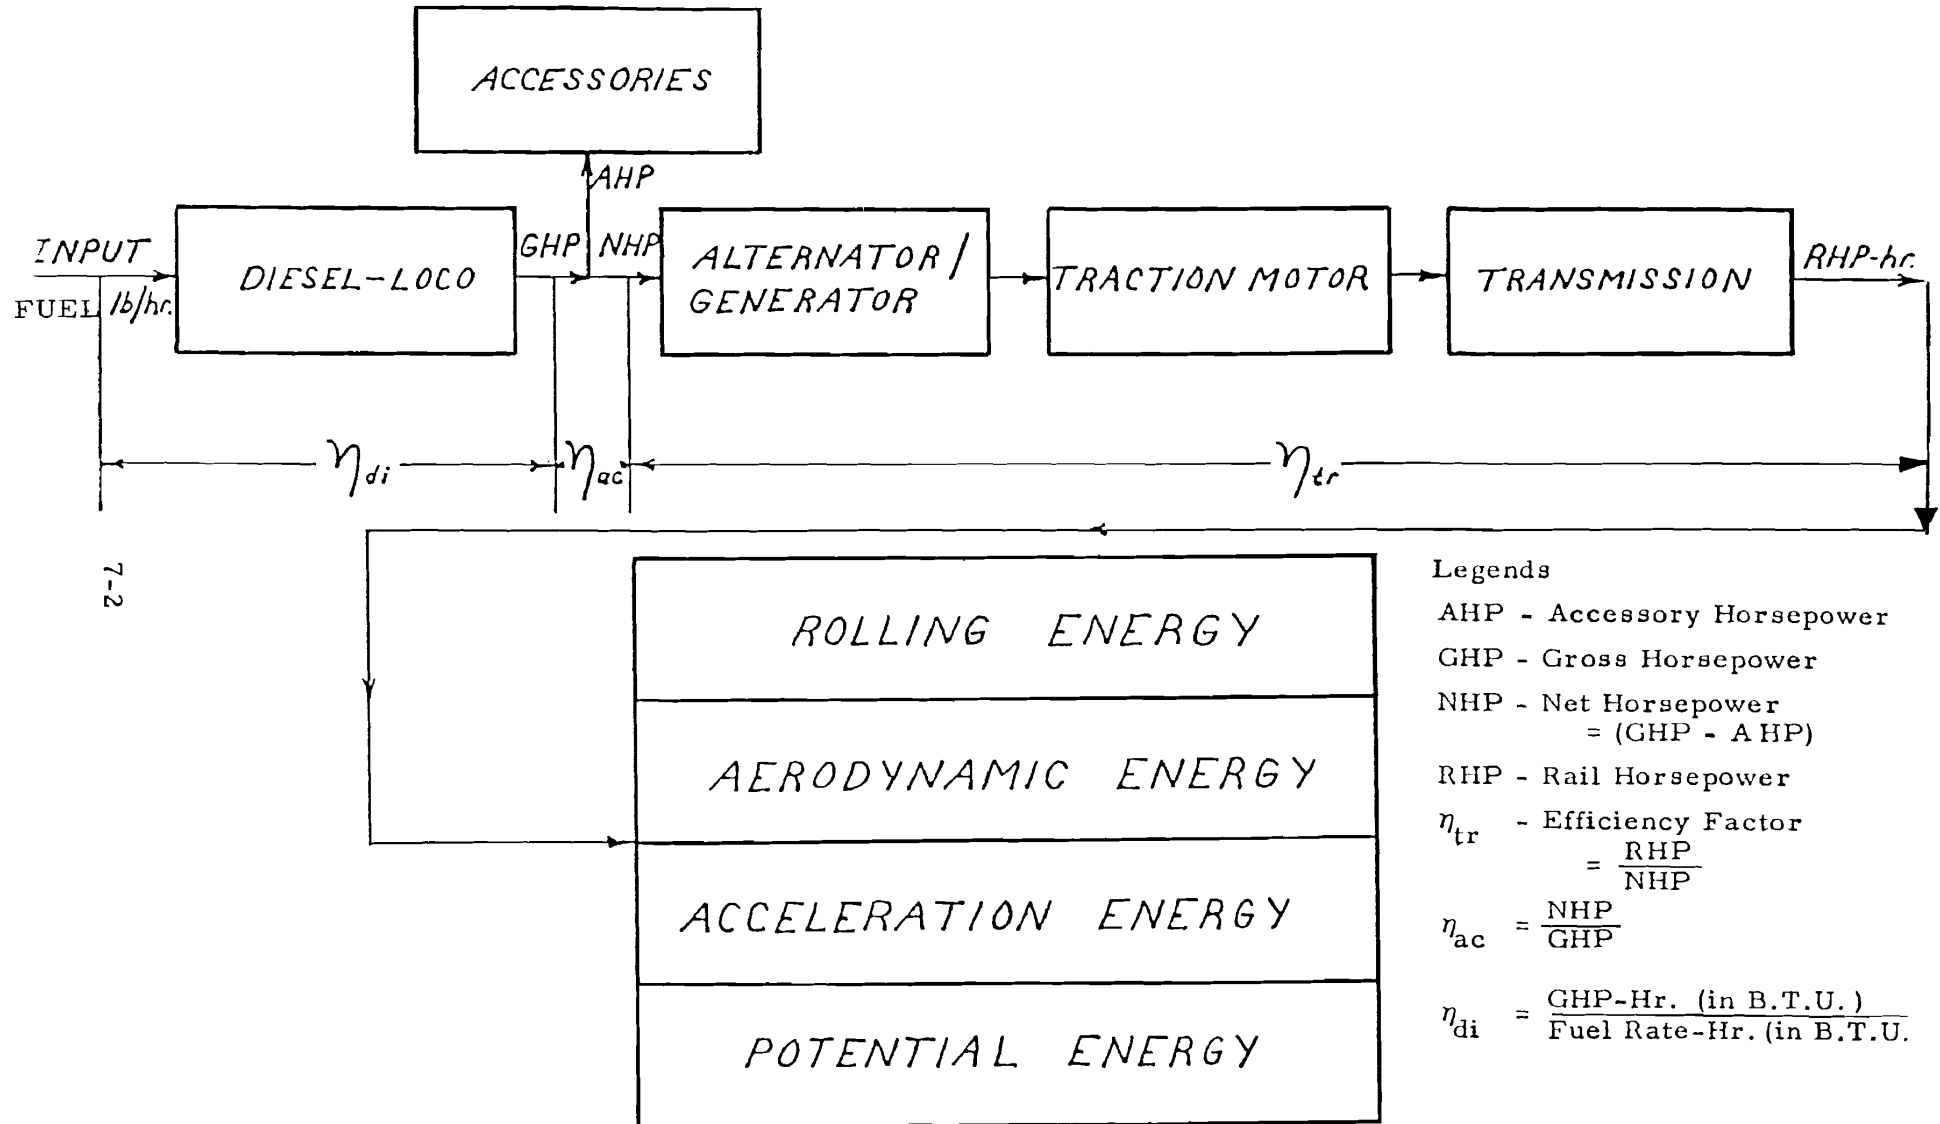 ACCESSORIES
AHP
INPUT
FUEL lb/hr.
DIESEL-LOCO
GHP
NHP
ALTERNATOR/
GENERATOR
TRACTION MOTOR
TRANSMISSION
RHP-hr.
ηdi
ηac
ηtr
7-2
ROLLING ENERGY
AERODYNAMIC ENERGY
ACCELERATION ENERGY
POTENTIAL ENERGY
Legends
AHP - Accessory Horsepower
GHP - Gross Horsepower
NHP - Net Horsepower
= (GHP - AHP)
RHP - Rail Horsepower
ηtr - Efficiency Factor
= RHP
NHP
ηac = NHP
GHP
ηdi = GHP-Hr. (in B.T.U.)
Fuel Rate-Hr. (in B.T.U.